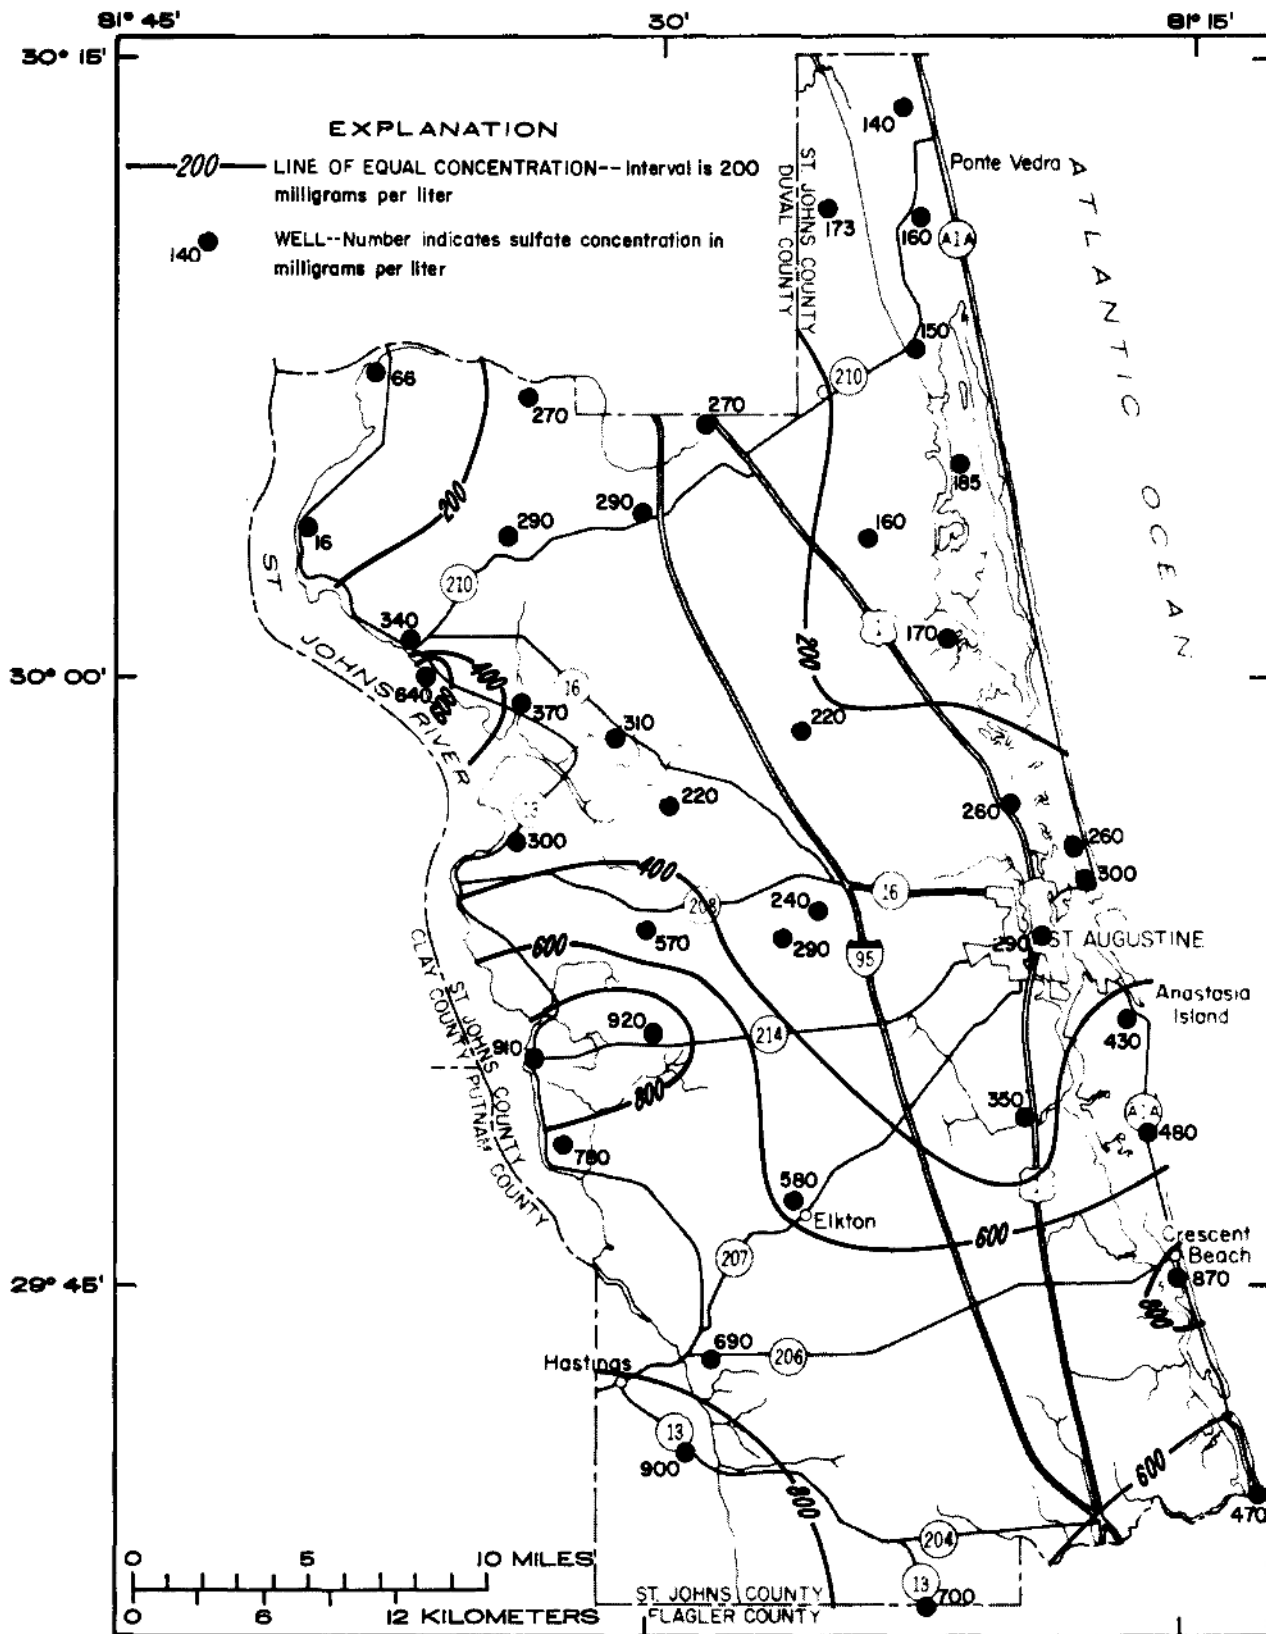 81° 45' 30' 81° 15'
30° 15'
EXPLANATION
200 LINE OF EQUAL CONCENTRATION--Interval is 200
milligrams per liter
140 WELL--Number indicates sulfate concentration in
milligrams per liter
140
Ponte Vedra
ATLANTIC OCEAN
ST. JOHNS COUNTY
DUVAL COUNTY
173
160
A1A
150
210
66
270
270
185
200
290
290
160
16
210
ST JOHNS RIVER
340
170
200
30° 00'
400
640
600
370
16
310
220
220
13
260
260
300
300
400
208
240
16
570
290
290
ST AUGUSTINE
600
95
CLAY COUNTY
ST JOHNS COUNTY
PUTNAM COUNTY
Anastasia
Island
920
214
430
910
800
350
A1A
480
780
580
Elkton
1
600
207
Crescent
Beach
29° 45'
870
800
690
206
Hastings
13
900
800
600
470
204
0 5 10 MILES
0 6 12 KILOMETERS
ST. JOHNS COUNTY
FLAGLER COUNTY
13
700